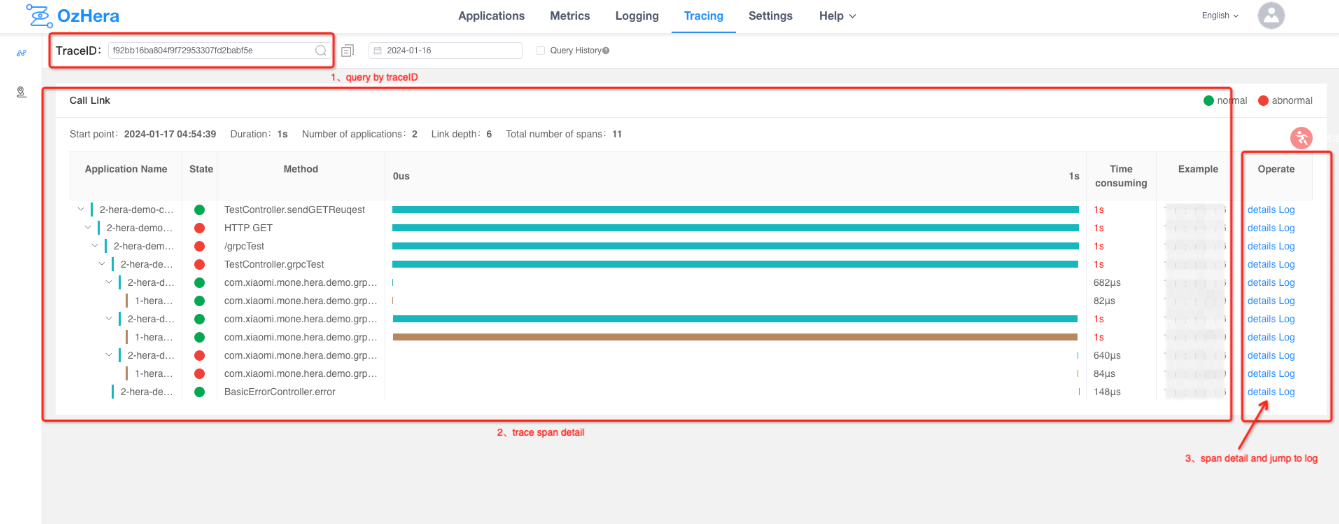 OzHera
Applications Metrics Logging Tracing Settings Help English
TraceID: f92bb16ba804f9f72953307fd2babf5e 2024-01-16 Query History
1、query by traceID
Call Link normal abnormal
Start point: 2024-01-17 04:54:39 Duration: 1s Number of applications: 2 Link depth: 6 Total number of spans: 11
Application Name State Method 0us 1s Time consuming Example Operate
2-hera-demo-c... TestController.sendGETReuqest 1s details Log
2-hera-demo... HTTP GET 1s details Log
2-hera-dem... /grpcTest 1s details Log
2-hera-de... TestController.grpcTest 1s details Log
2-hera-d... com.xiaomi.mone.hera.demo.grp... 682μs details Log
1-hera... com.xiaomi.mone.hera.demo.grp... 82μs details Log
2-hera-d... com.xiaomi.mone.hera.demo.grp... 1s details Log
1-hera... com.xiaomi.mone.hera.demo.grp... 1s details Log
2-hera-d... com.xiaomi.mone.hera.demo.grp... 640μs details Log
1-hera... com.xiaomi.mone.hera.demo.grp... 84μs details Log
2-hera-de... BasicErrorController.error 148μs details Log
2、trace span detail
3、span detail and jump to log